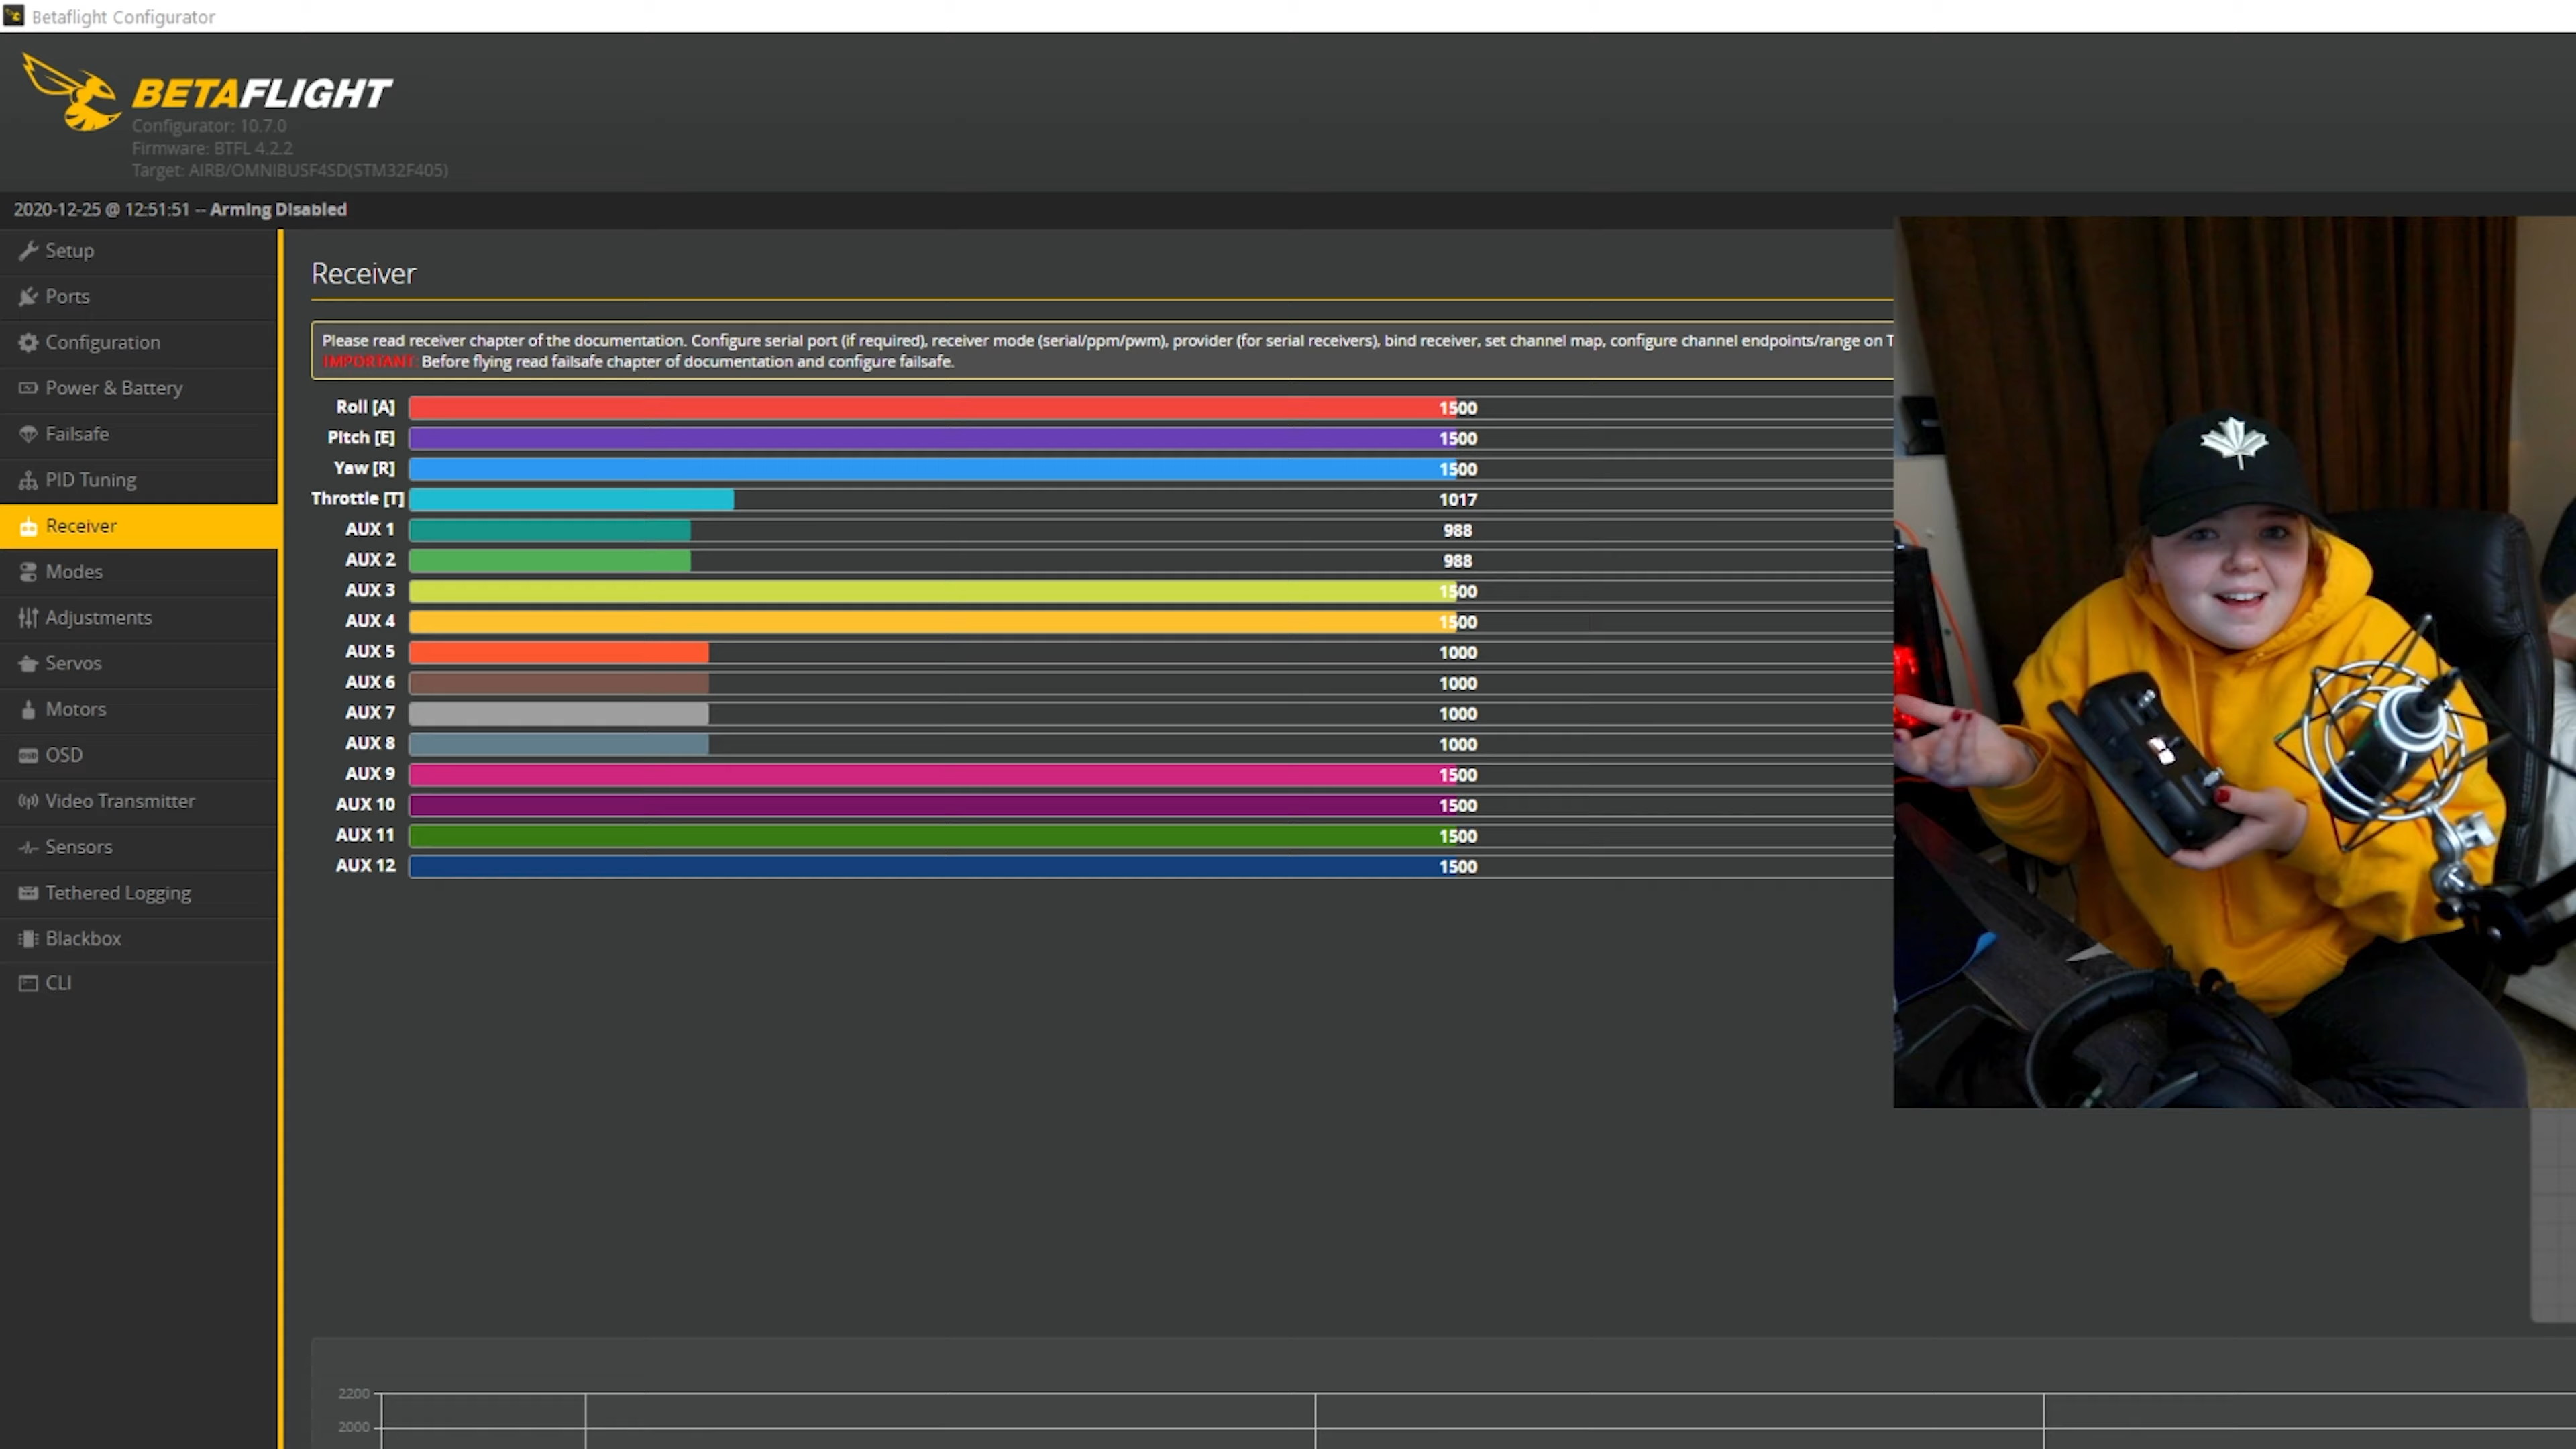 Betaflight Configurator
BETAFLIGHT
Configurator: 10.7.0
Firmware: BTFL 4.2.2
Target: AIRB/OMNIBUSF4SD(STM32F405)
2020-12-25 @ 12:51:51 -- Arming Disabled
Setup
Ports
Configuration
Power & Battery
Failsafe
PID Tuning
Receiver
Modes
Adjustments
Servos
Motors
OSD
Video Transmitter
Sensors
Tethered Logging
Blackbox
CLI
Receiver
Please read receiver chapter of the documentation. Configure serial port (if required), receiver mode (serial/ppm/pwm), provider (for serial receivers), bind receiver, set channel map, configure channel endpoints/range on T
IMPORTANT: Before flying read failsafe chapter of documentation and configure failsafe.
Roll [A] 1500
Pitch [E] 1500
Yaw [R] 1500
Throttle [T] 1017
AUX 1 988
AUX 2 988
AUX 3 1500
AUX 4 1500
AUX 5 1000
AUX 6 1000
AUX 7 1000
AUX 8 1000
AUX 9 1500
AUX 10 1500
AUX 11 1500
AUX 12 1500
2200
2000